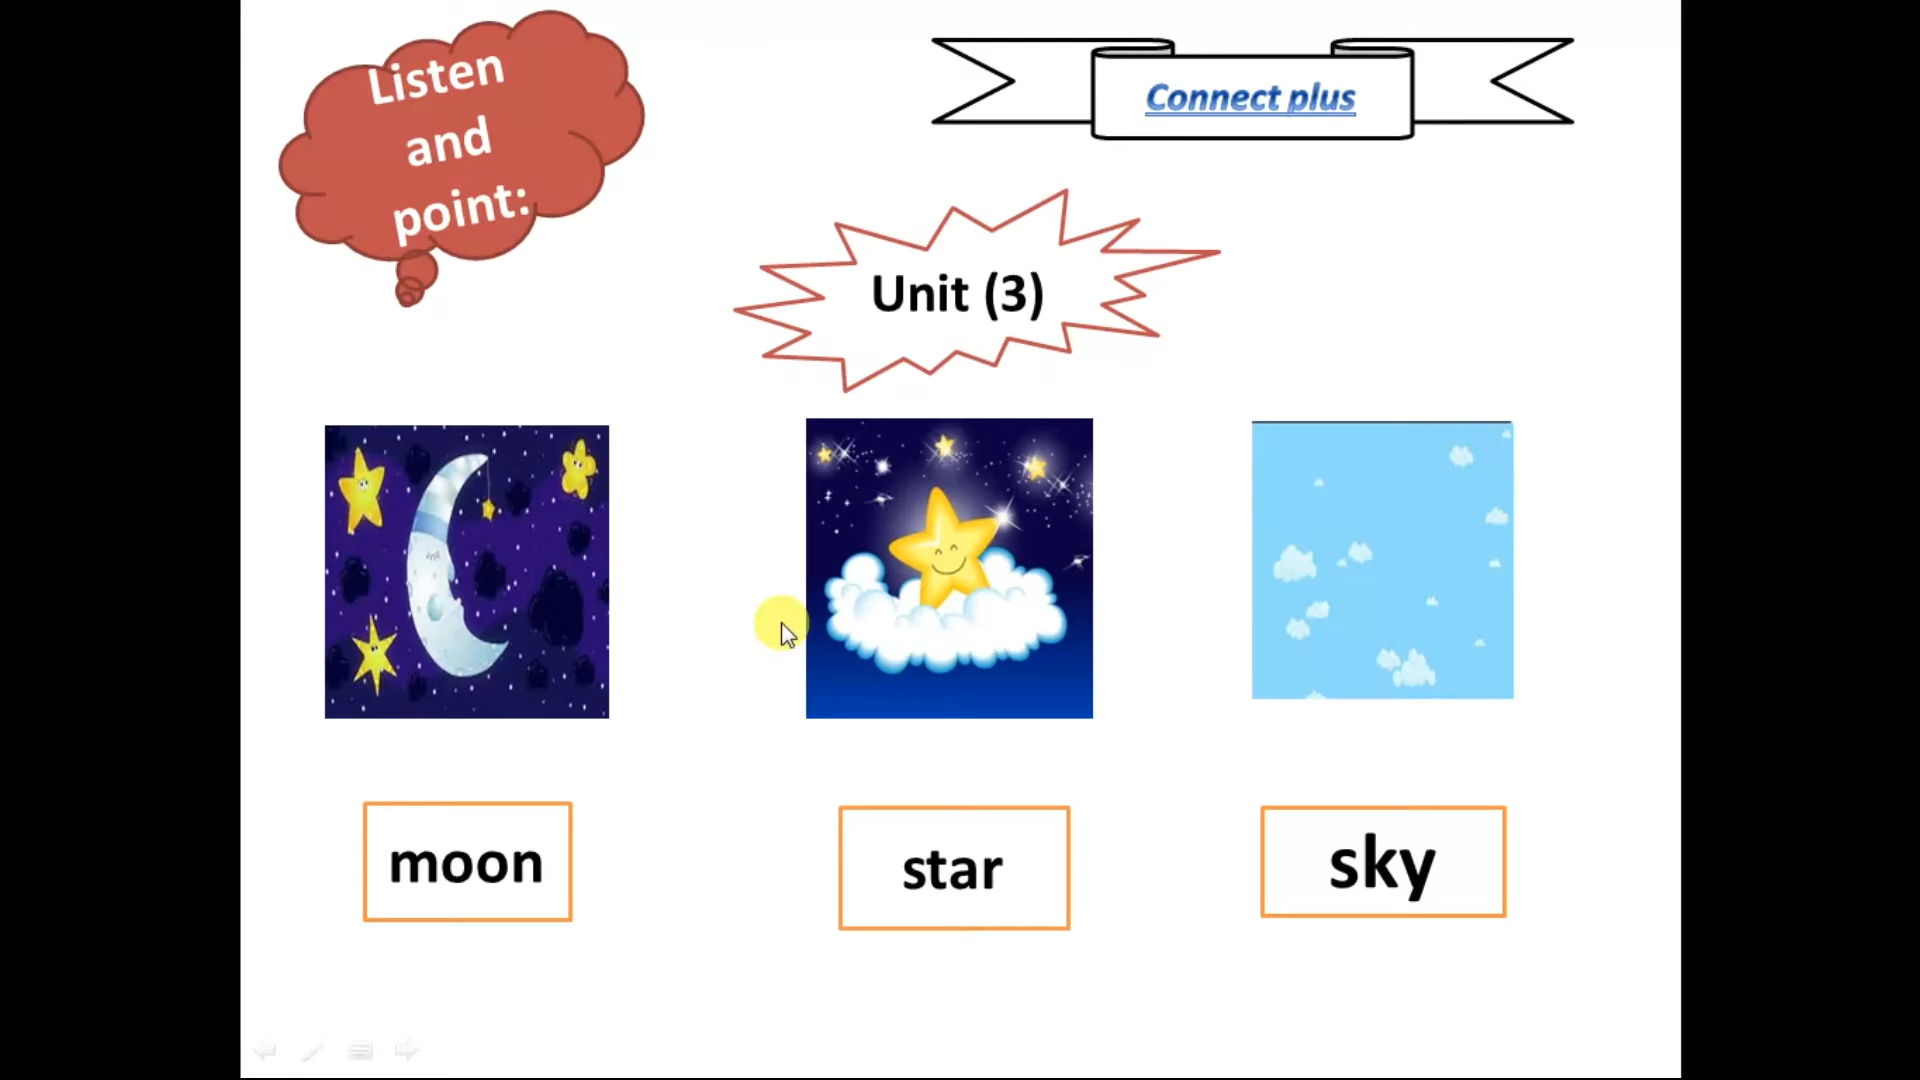 Listen
and
point:
Connect plus
Unit (3)
moon
star
sky